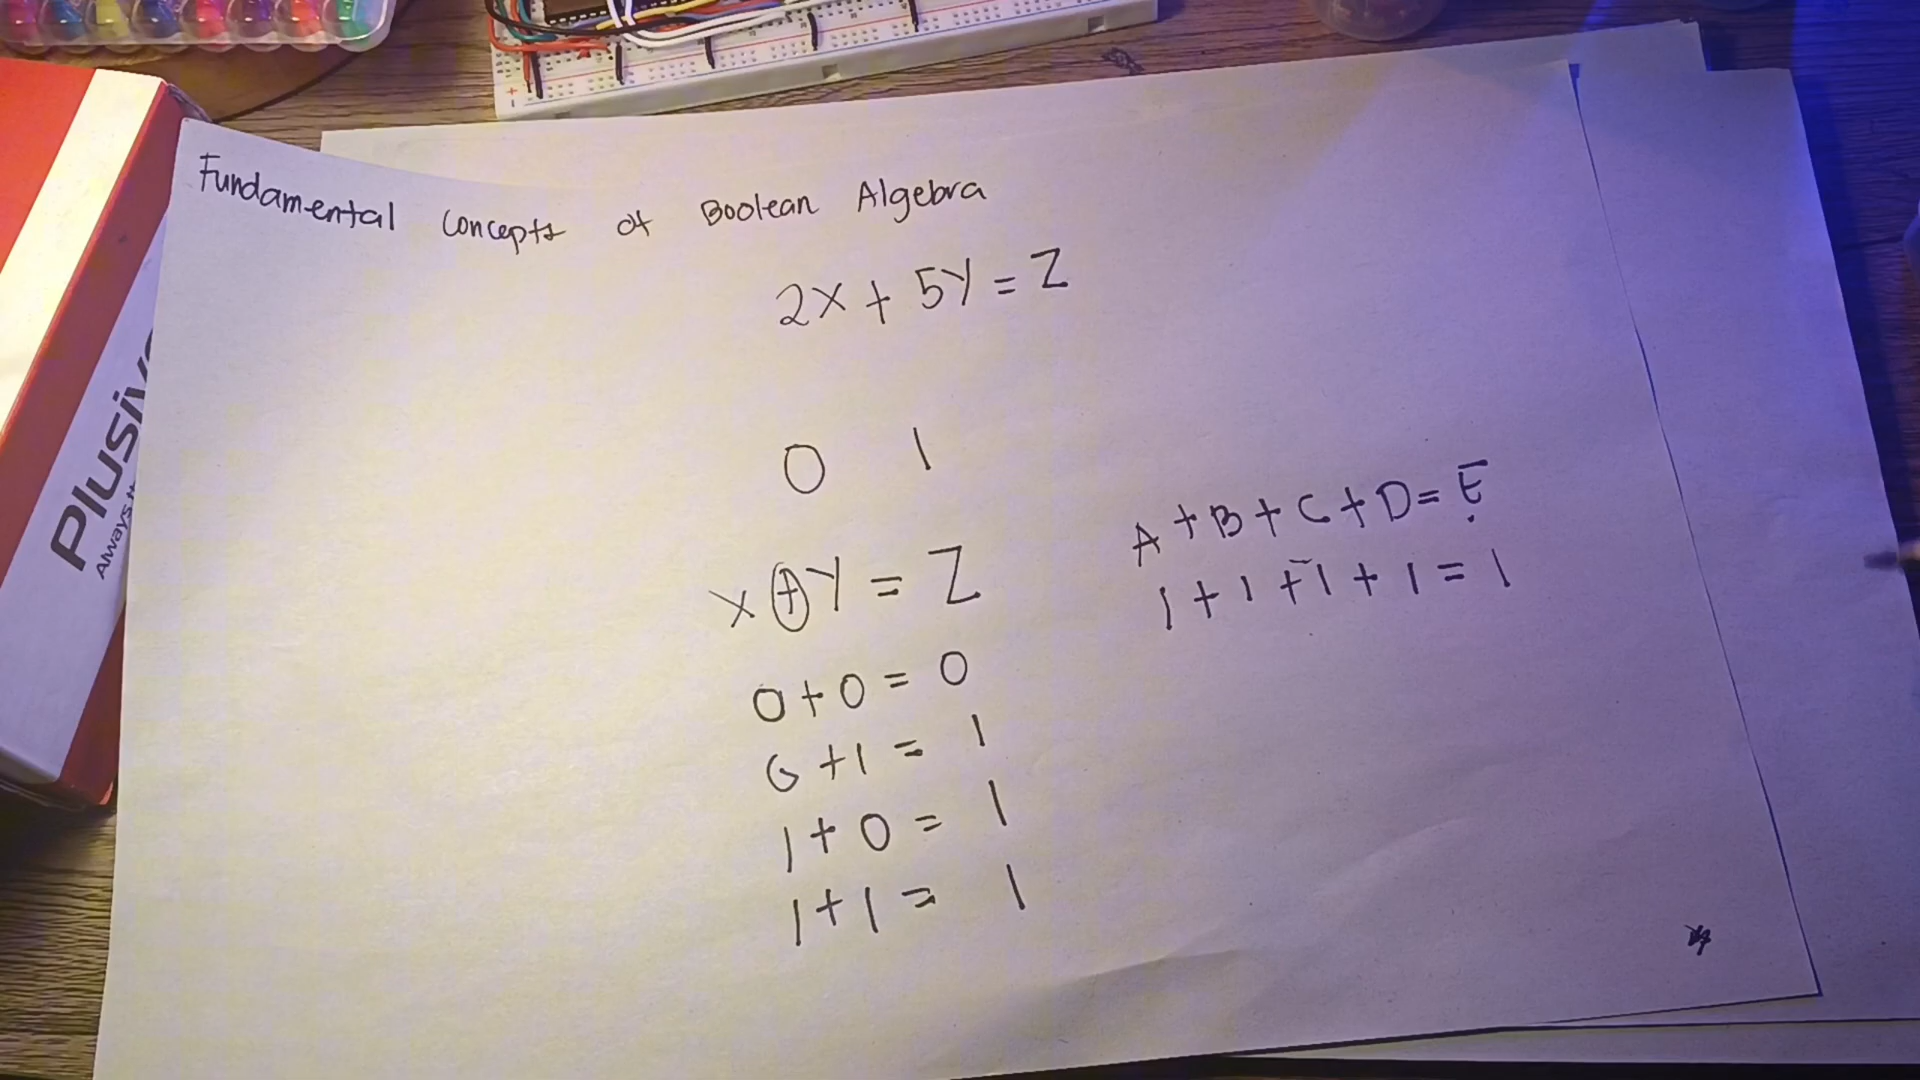 Fundamental Concepts of Boolean Algebra
2X + 5Y = Z
0 1
X ⊕ Y = Z
0 + 0 = 0
0 + 1 = 1
1 + 0 = 1
1 + 1 = 1
A + B + C + D = E
1 + 1 + 1 + 1 = 1
Plusiv
Always